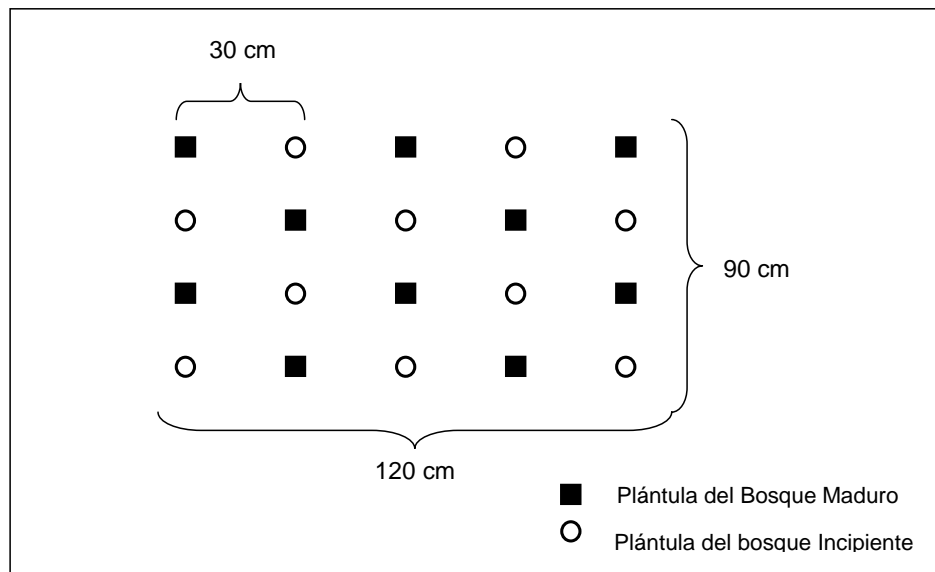 30 cm
90 cm
120 cm
Plántula del Bosque Maduro
Plántula del bosque Incipiente